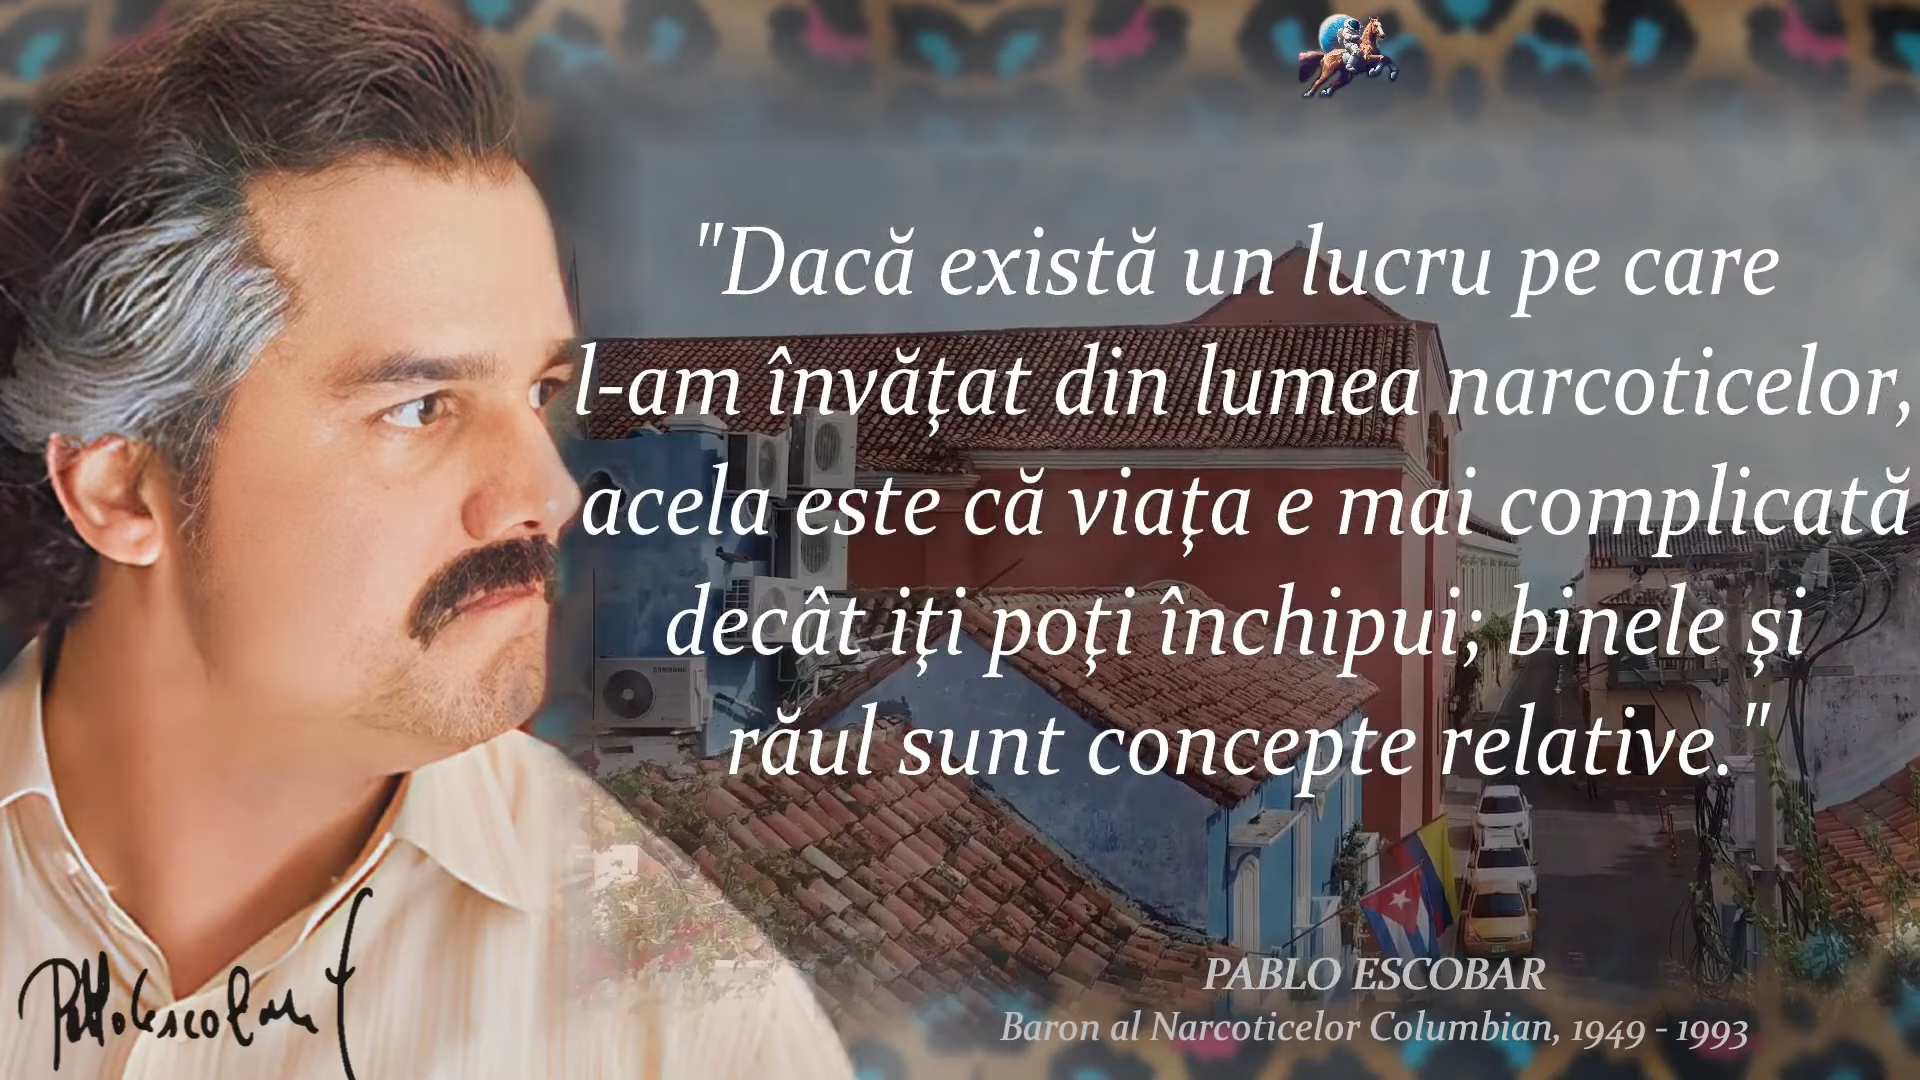 "Dacă există un lucru pe care
l-am învățat din lumea narcoticelor,
acela este că viața e mai complicată
decât iți poți închipui; binele și
răul sunt concepte relative."
SAMSUNG
PABLO ESCOBAR
Baron al Narcoticelor Columbian, 1949 - 1993